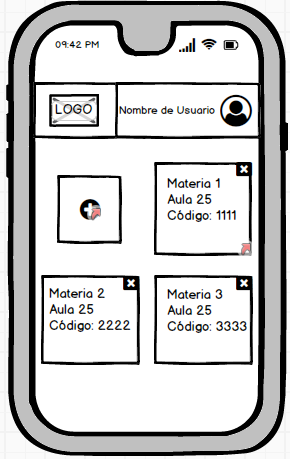 09:42 PM
LOGO
Nombre de Usuario
Materia 1
Aula 25
Código: 1111
Materia 2
Aula 25
Código: 2222
Materia 3
Aula 25
Código: 3333